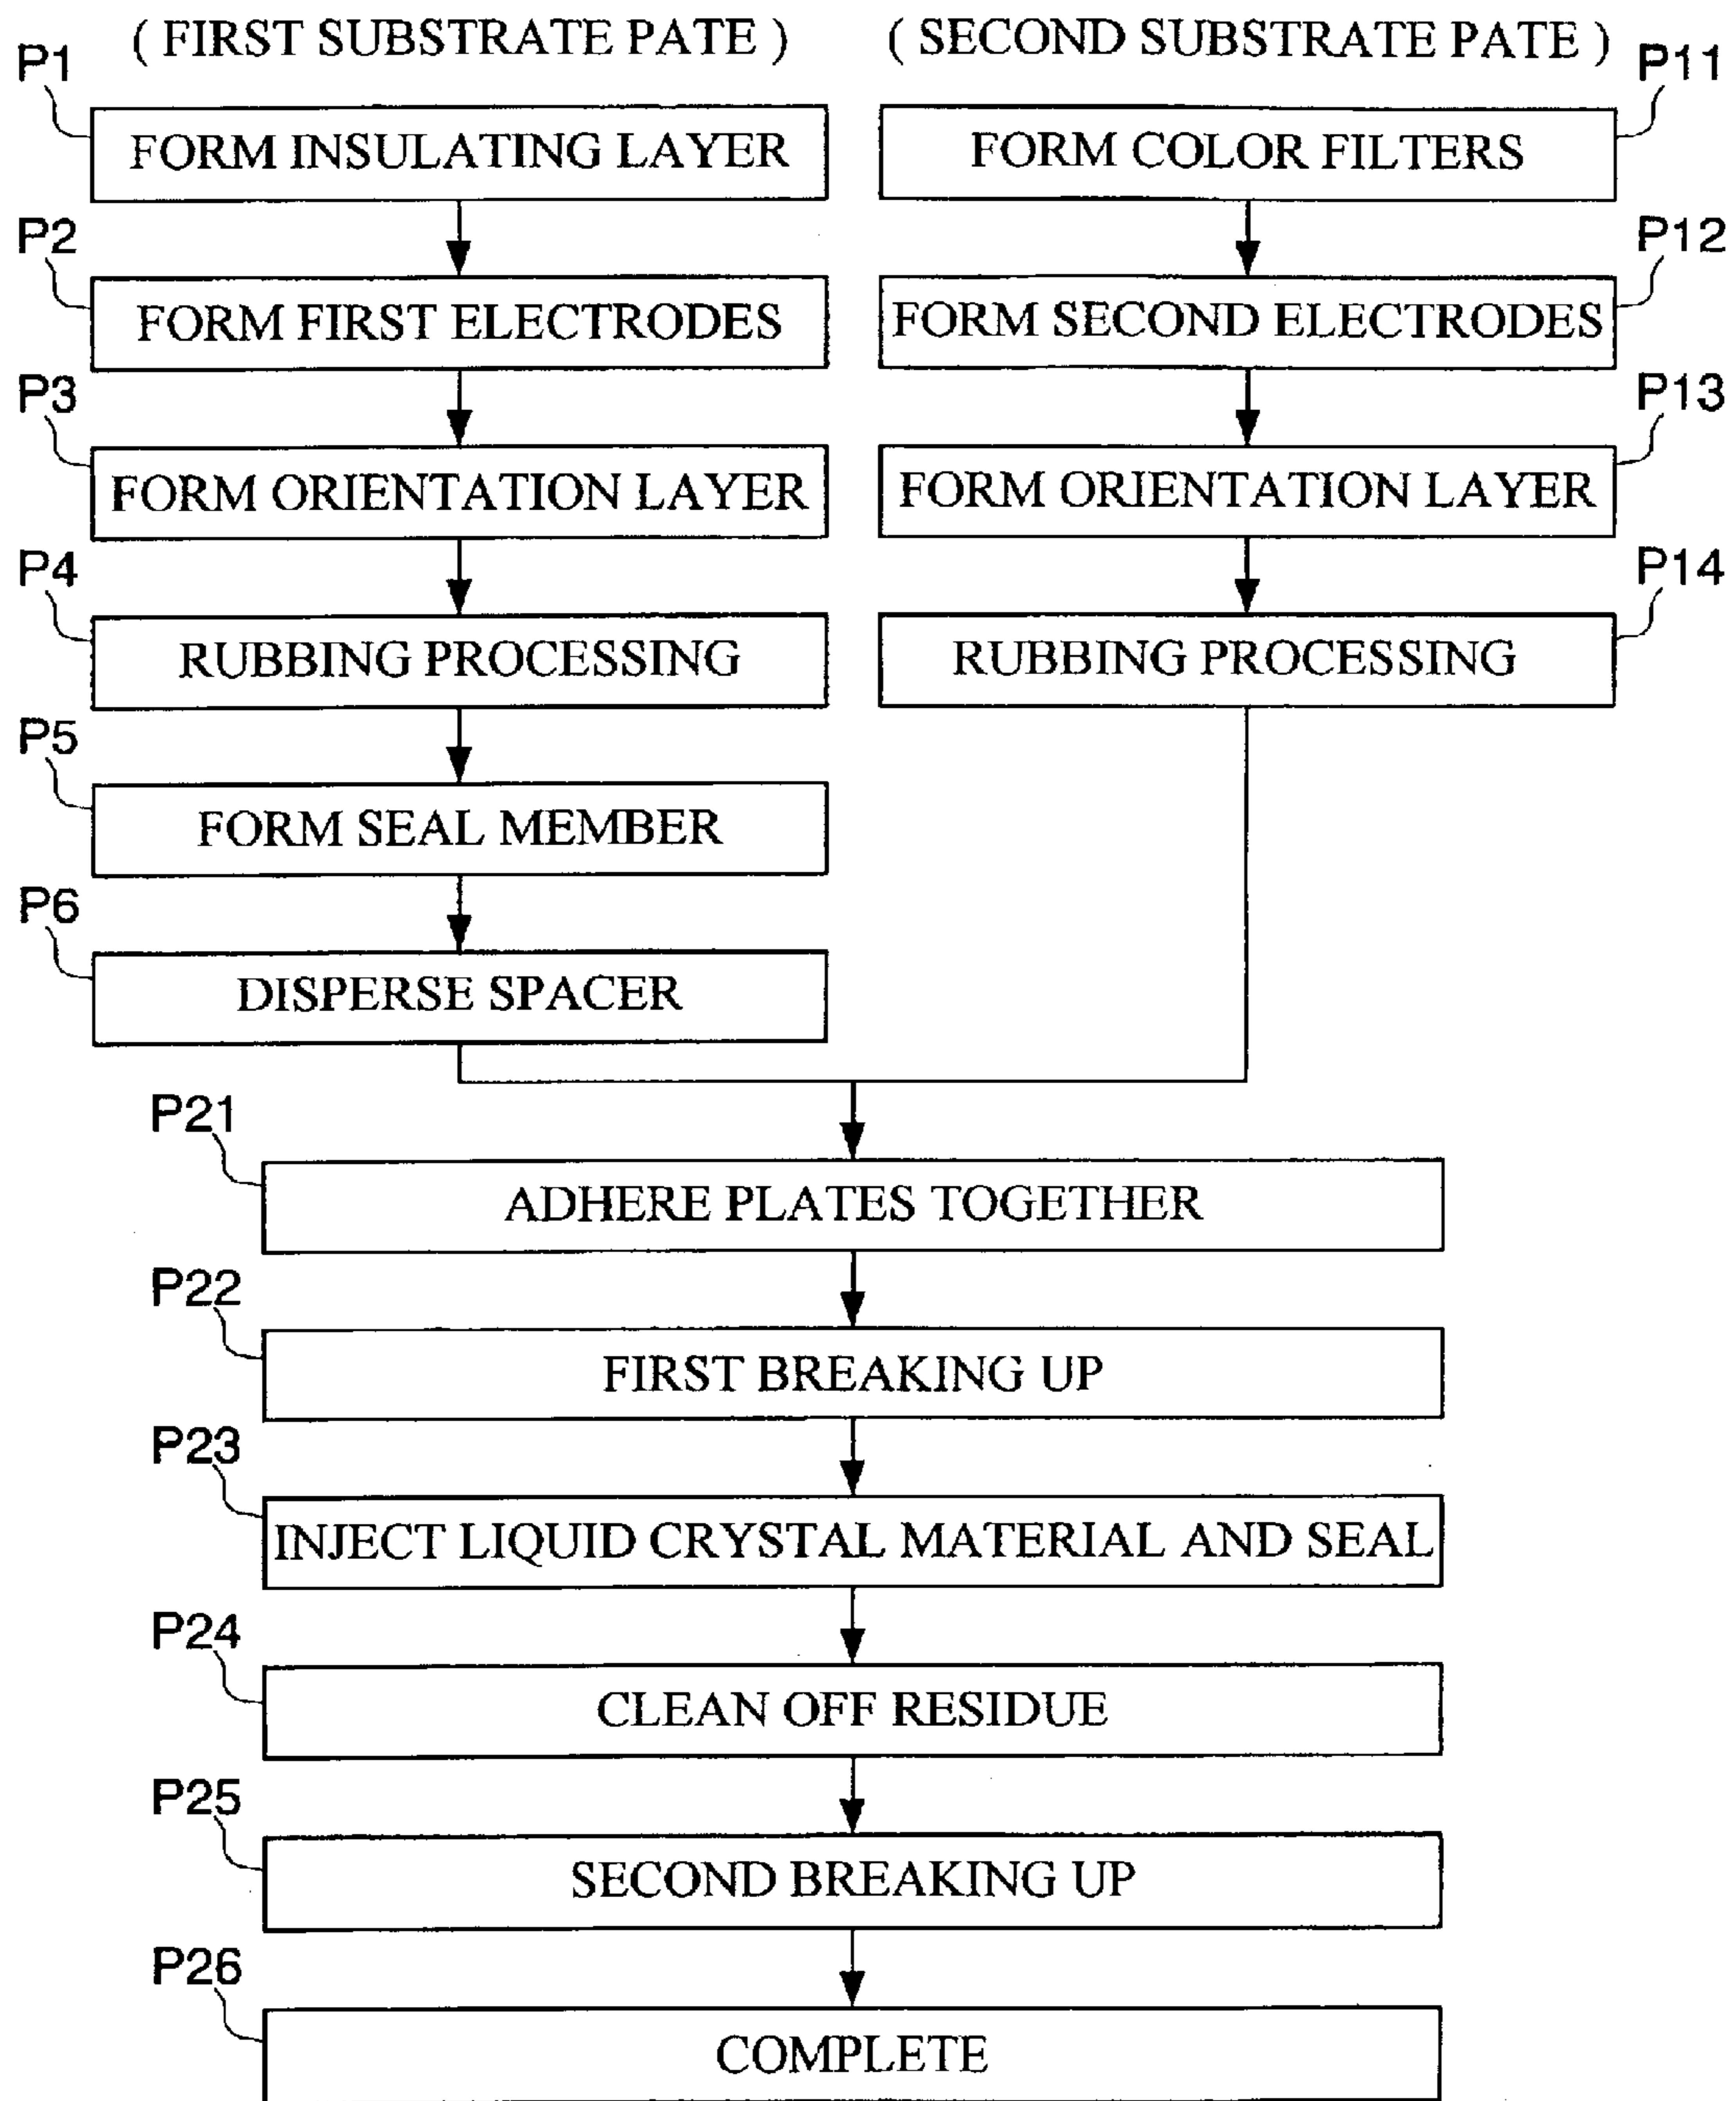 ( FIRST SUBSTRATE PATE )
( SECOND SUBSTRATE PATE )
P1
FORM INSULATING LAYER
P11
FORM COLOR FILTERS
P2
FORM FIRST ELECTRODES
P12
FORM SECOND ELECTRODES
P3
FORM ORIENTATION LAYER
P13
FORM ORIENTATION LAYER
P4
RUBBING PROCESSING
P14
RUBBING PROCESSING
P5
FORM SEAL MEMBER
P6
DISPERSE SPACER
P21
ADHERE PLATES TOGETHER
P22
FIRST BREAKING UP
P23
INJECT LIQUID CRYSTAL MATERIAL AND SEAL
P24
CLEAN OFF RESIDUE
P25
SECOND BREAKING UP
P26
COMPLETE